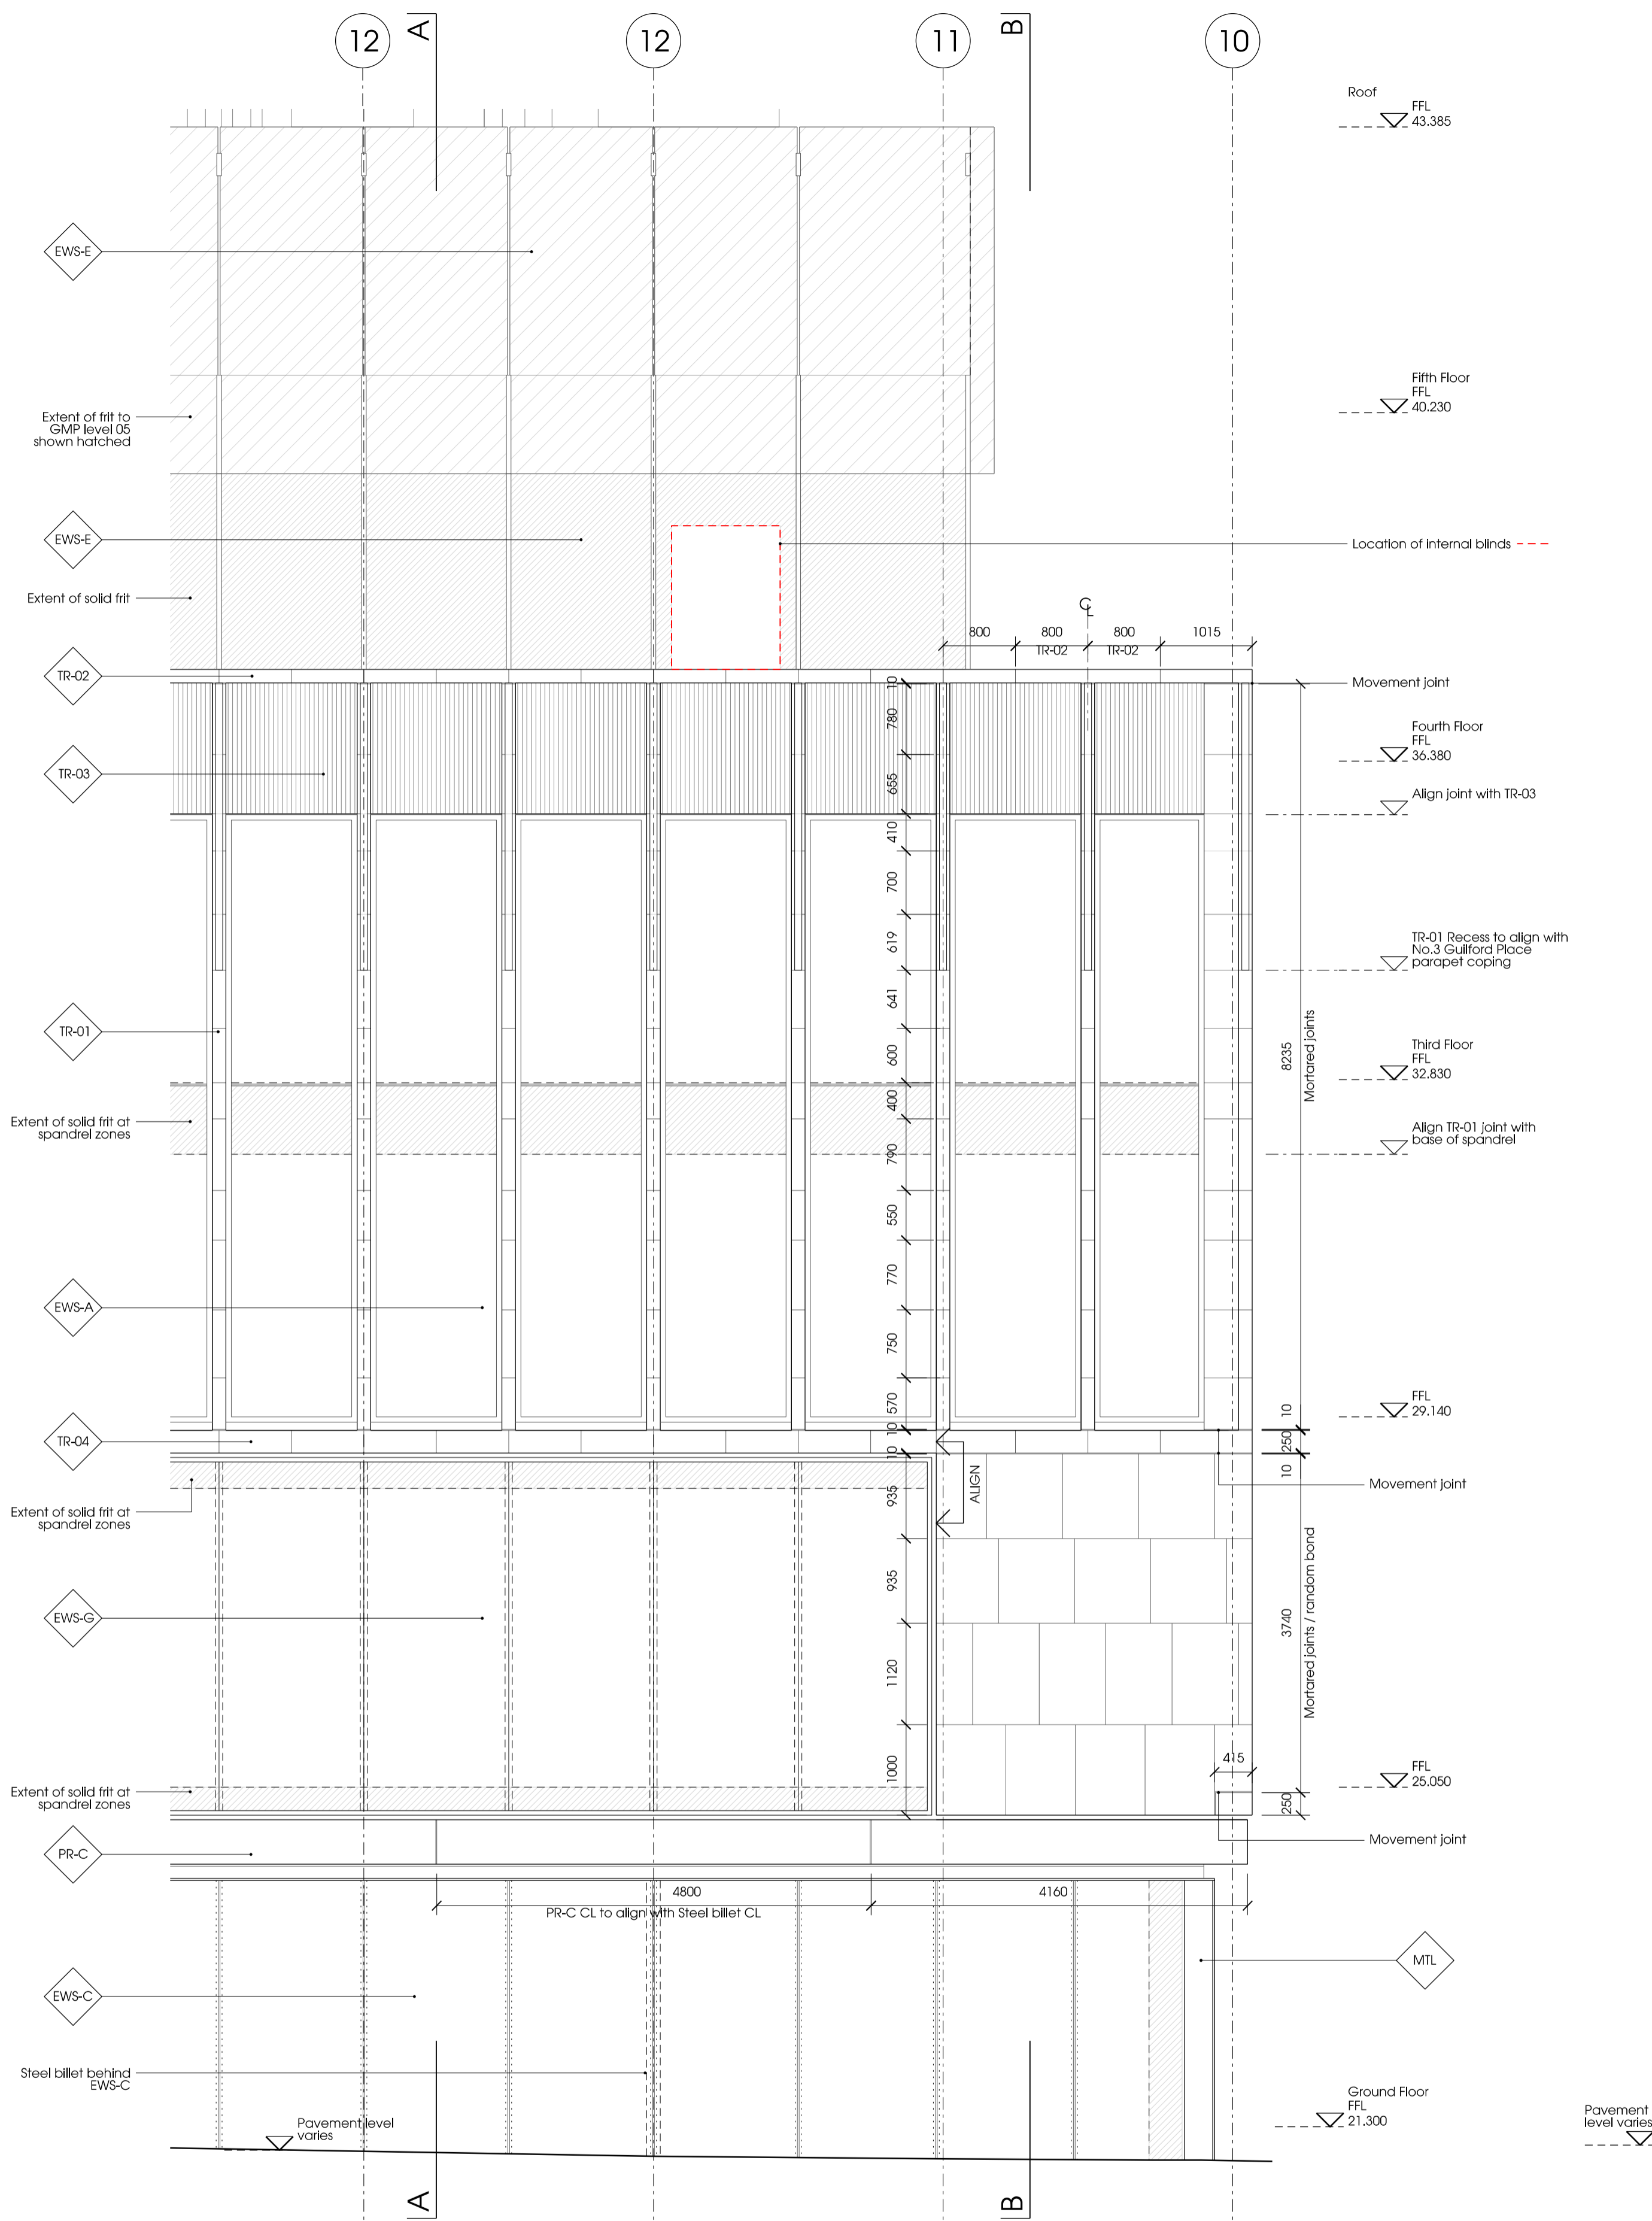 12
A
12
11
B
10
Roof
FFL
43.385
EWS-E
Fifth Floor
FFL
40.230
Extent of frit to
GMP level 05
shown hatched
EWS-E
Location of internal blinds
Extent of solid frit
CL
800
800
800
1015
TR-02
TR-02
TR-02
Movement joint
10
780
Fourth Floor
FFL
36.380
TR-03
655
Align joint with TR-03
410
700
619
TR-01 Recess to align with
No.3 Guilford Place
parapet coping
641
TR-01
8235
Mortared joints
600
Third Floor
FFL
32.830
400
Extent of solid frit at
spandrel zones
Align TR-01 joint with
base of spandrel
790
550
770
EWS-A
750
570
FFL
29.140
10
10
TR-04
250
10
10
ALIGN
Movement joint
935
Extent of solid frit at
spandrel zones
935
EWS-G
3740
Mortared joints / random bond
1120
1000
415
FFL
25.050
Extent of solid frit at
spandrel zones
250
Movement joint
PR-C
4800
4160
PR-C CL to align with Steel billet CL
MTL
EWS-C
Steel billet behind
EWS-C
Pavement level
varies
Ground Floor
FFL
21.300
Pavement
level varies
A
B